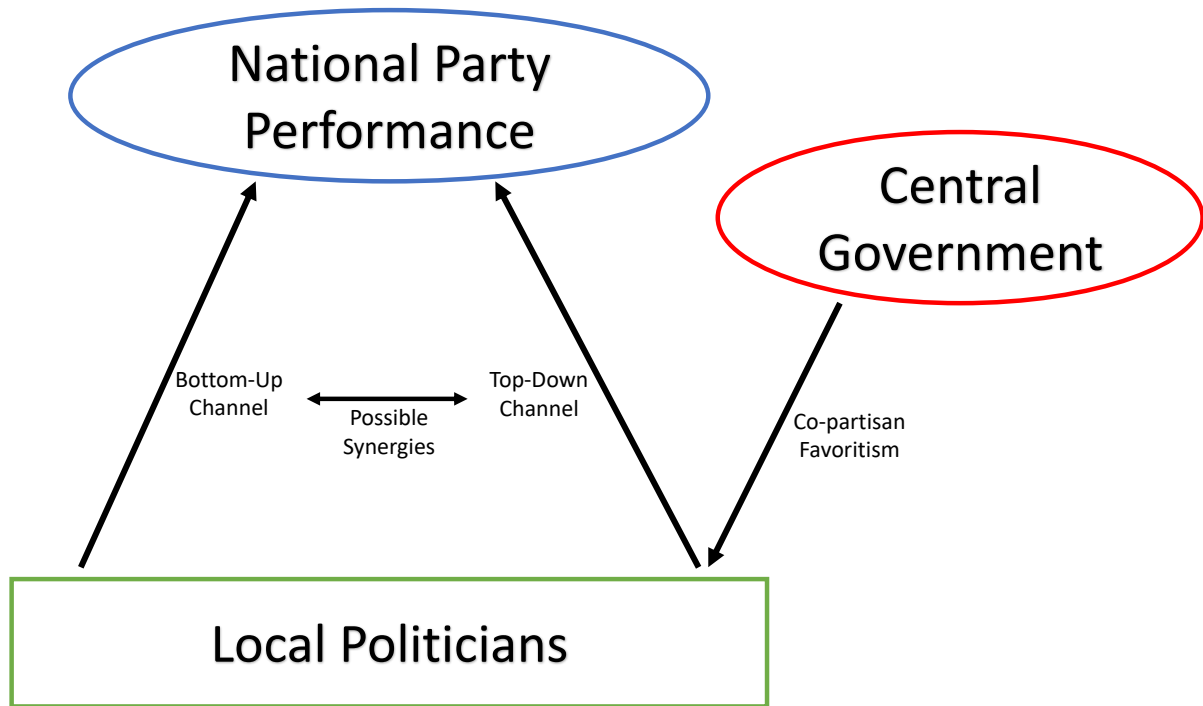 National Party
Performance
Central
Government
Bottom-Up
Channel
Possible
Synergies
Top-Down
Channel
Co-partisan
Favoritism
Local Politicians